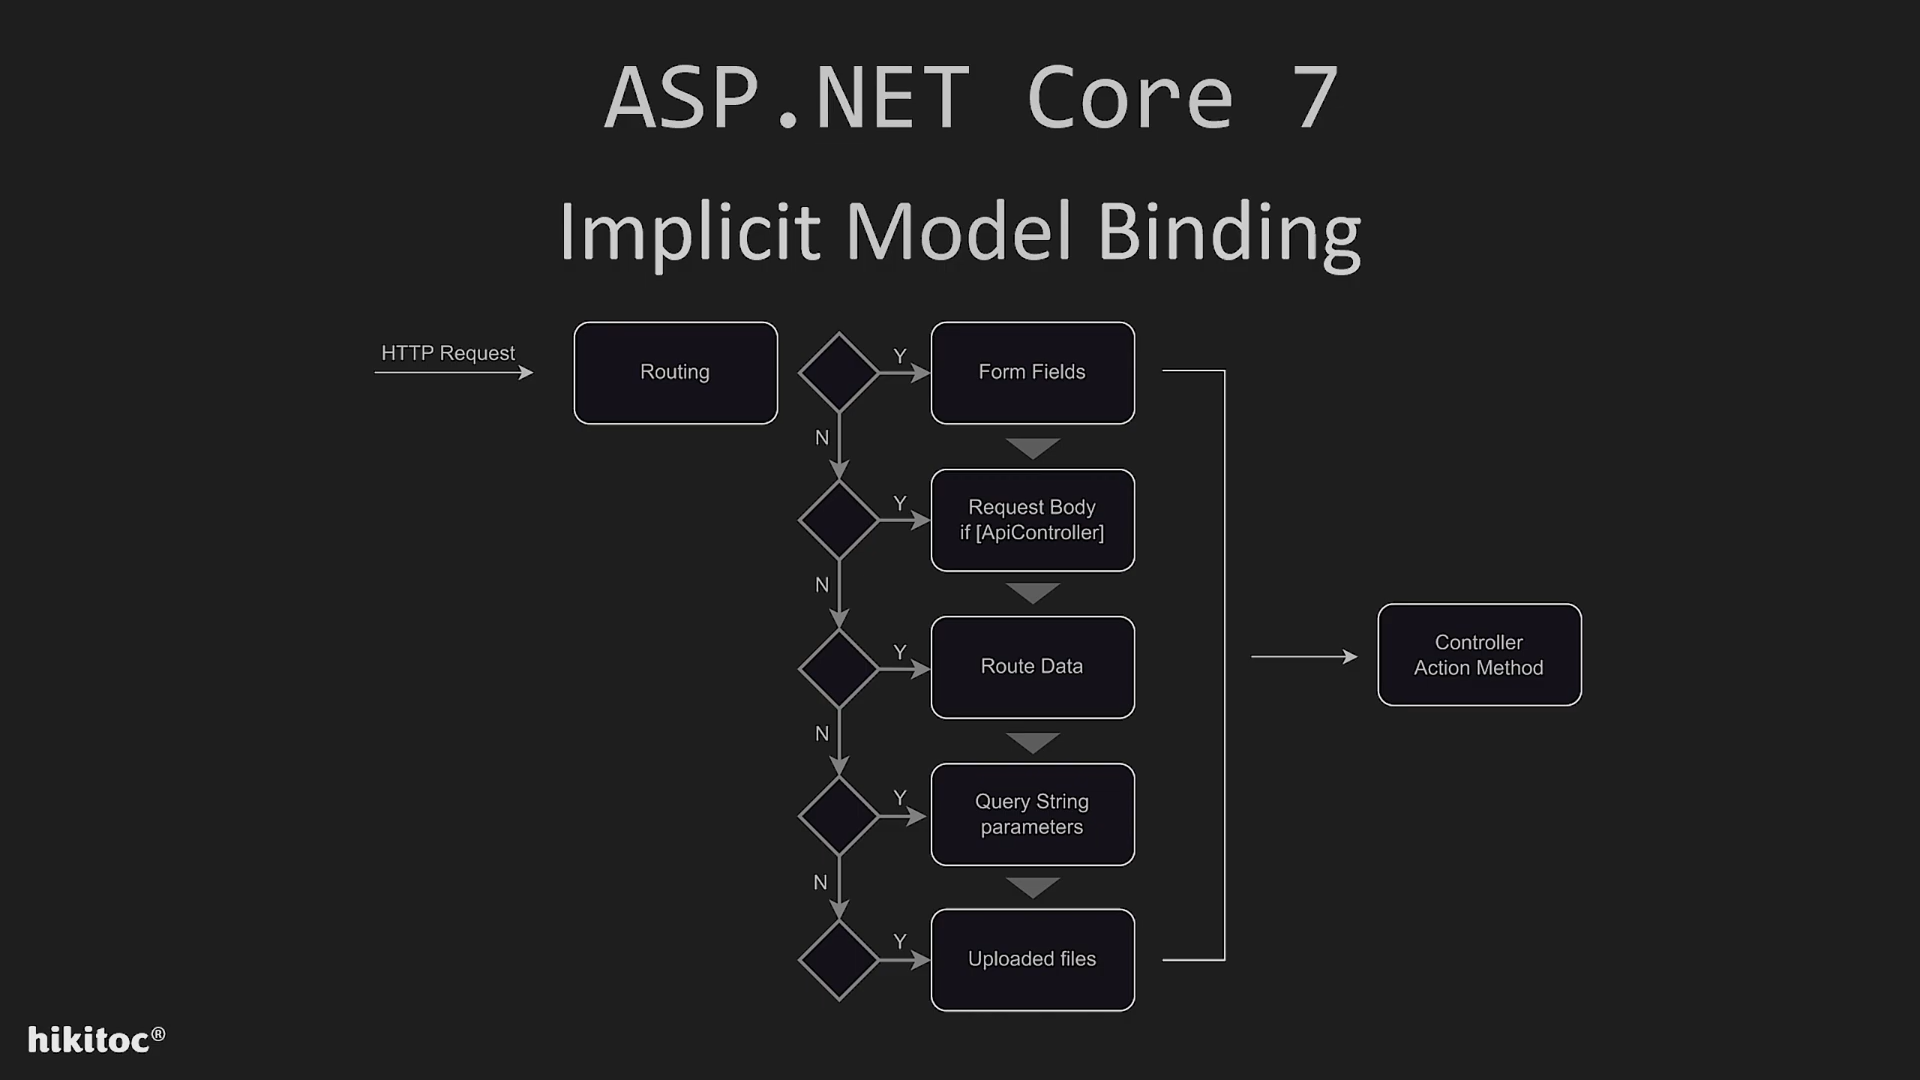 ASP.NET Core 7
Implicit Model Binding
HTTP Request
Routing
Y
Form Fields
N
Y
Request Body
if [ApiController]
N
Y
Route Data
N
Y
Query String
parameters
N
Y
Uploaded files
Controller
Action Method
hikitoc®